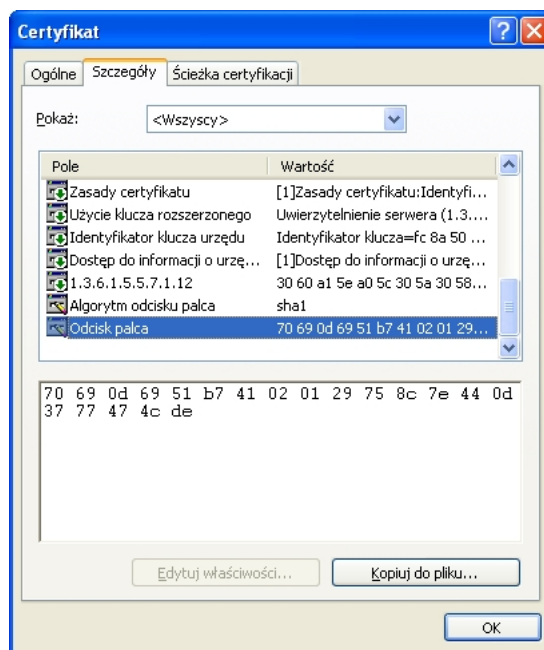 Certyfikat
Ogólne Szczegóły Ścieżka certyfikacji
Pokaż: <Wszyscy>
Pole Wartość
Zasady certyfikatu [1]Zasady certyfikatu:Identyfi...
Użycie klucza rozszerzonego Uwierzytelnienie serwera (1.3....
Identyfikator klucza urzędu Identyfikator klucza=fc 8a 50 ...
Dostęp do informacji o urzę... [1]Dostęp do informacji o urzę...
1.3.6.1.5.5.7.1.12 30 60 a1 5e a0 5c 30 5a 30 58...
Algorytm odcisku palca sha1
Odcisk palca 70 69 0d 69 51 b7 41 02 01 29...
70 69 0d 69 51 b7 41 02 01 29 75 8c 7e 44 0d
37 77 47 4c de
Edytuj właściwości... Kopiuj do pliku...
OK